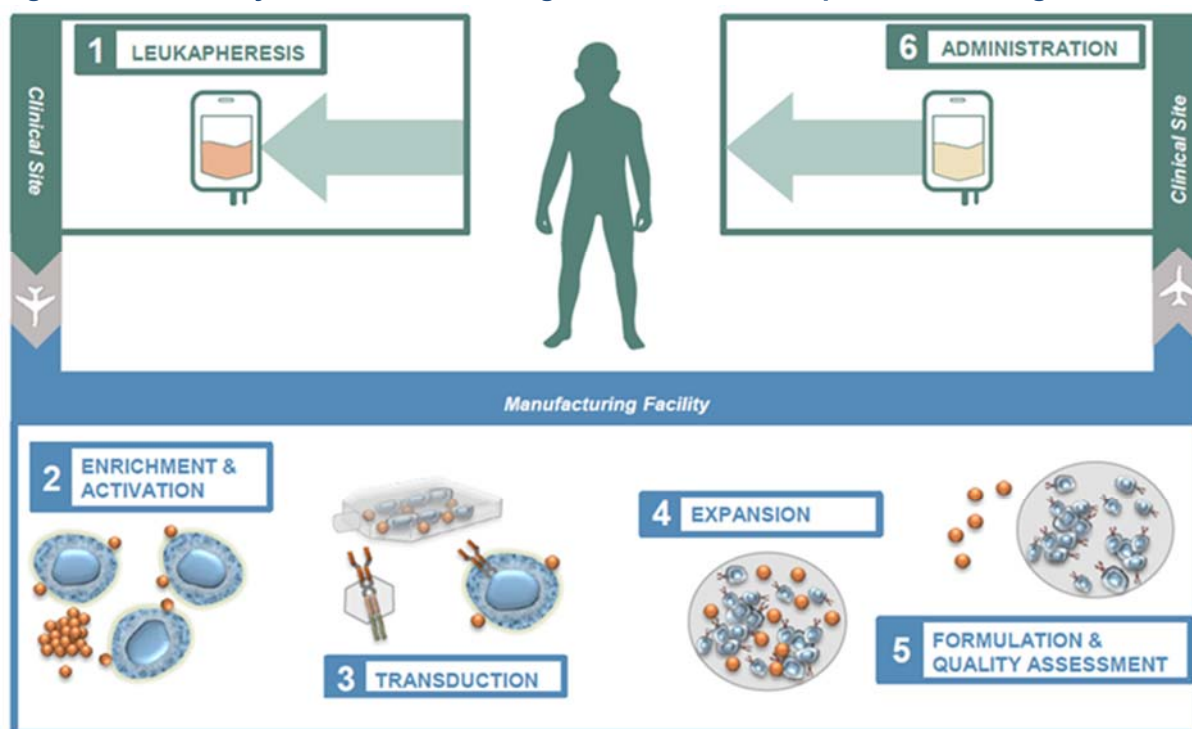 1 LEUKAPHERESIS
6 ADMINISTRATION
Clinical Site
Clinical Site
Manufacturing Facility
2 ENRICHMENT &
ACTIVATION
3 TRANSDUCTION
4 EXPANSION
5 FORMULATION &
QUALITY ASSESSMENT